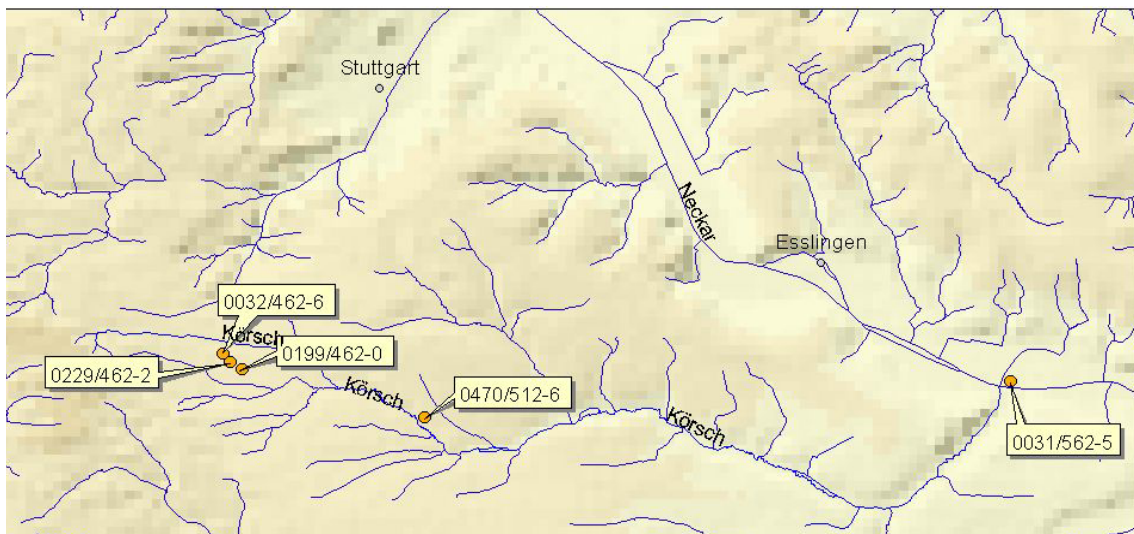 Stuttgart
Neckar
Esslingen
0032/462-6
Körsch
0199/462-0
0229/462-2
Körsch
0470/512-6
Körsch
0031/562-5